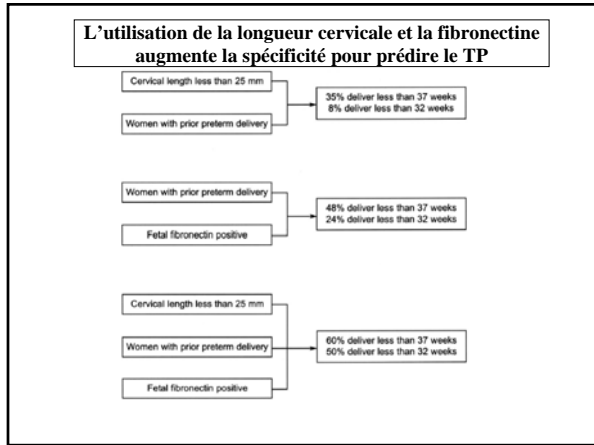 L'utilisation de la longueur cervicale et la fibronectine
augmente la spécificité pour prédire le TP
Cervical length less than 25 mm
Women with prior preterm delivery
35% deliver less than 37 weeks
8% deliver less than 32 weeks
Women with prior preterm delivery
Fetal fibronectin positive
48% deliver less than 37 weeks
24% deliver less than 32 weeks
Cervical length less than 25 mm
Women with prior preterm delivery
Fetal fibronectin positive
60% deliver less than 37 weeks
50% deliver less than 32 weeks